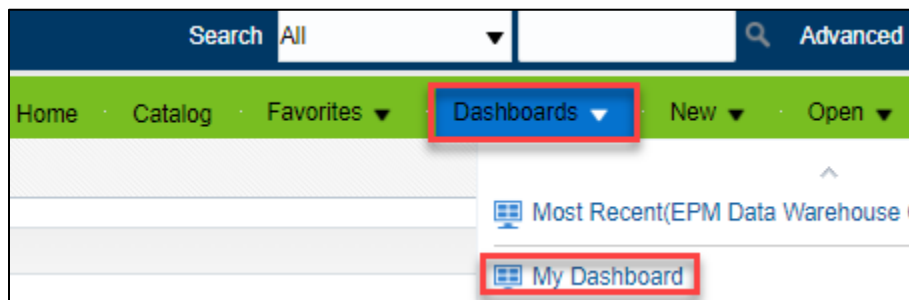 Search All Advanced
Home Catalog Favorites Dashboards New Open
Most Recent(EPM Data Warehouse
My Dashboard